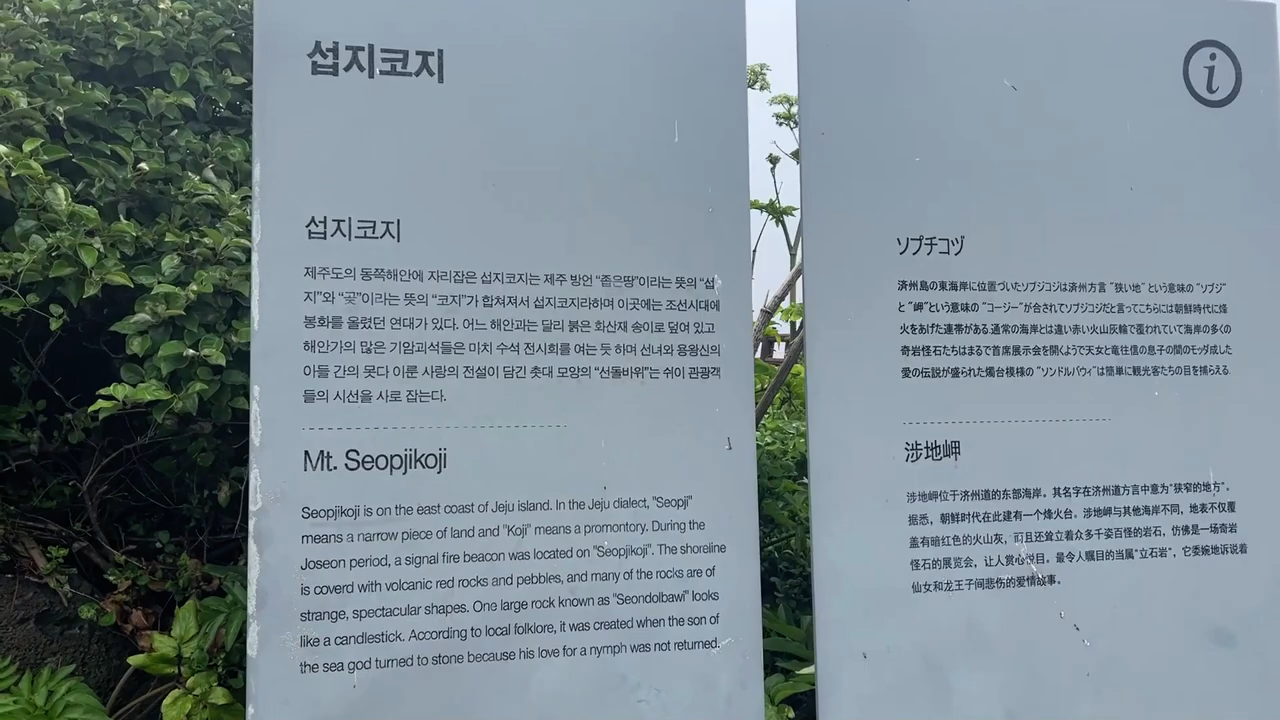 섭지코지
섭지코지
제주도의 동쪽해안에 자리잡은 섭지코지는 제주 방언 “좁은땅”이라는 뜻의 “섭
지”와 “곶”이라는 뜻의 “코지”가 합쳐져서 섭지코지라하며 이곳에는 조선시대에
봉화를 올렸던 연대가 있다. 어느 해안과는 달리 붉은 화산재 송이로 덮여 있고
해안가의 많은 기암괴석들은 미치 수석 전시회를 여는 듯 하며 선녀와 용왕신의
아들 간의 못다 이룬 사랑의 전설이 담긴 촛대 모양의 “선돌바위”는 쉬이 관광객
들의 시선을 사로 잡는다.
Mt. Seopjikoji
Seopjikoji is on the east coast of Jeju island. In the Jeju dialect, "Seopji"
means a narrow piece of land and "Koji" means a promontory. During the
Joseon period, a signal fire beacon was located on "Seopjikoji". The shoreline
is coverd with volcanic red rocks and pebbles, and many of the rocks are of
strange, spectacular shapes. One large rock known as "Seondolbawi" looks
like a candlestick. According to local folklore, it was created when the son of
the sea god turned to stone because his love for a nymph was not returned.
i
ソプチコヅ
済州島の東海岸に位置づいたソブジコジは済州方言 “狭い地” という意味の “ソブジ”
と “岬”という意味の “コージー”が合されてソブジコジだと言ってこちらには朝鮮時代に烽
火をあげた連帯がある.通常の海岸とは違い赤い火山灰輪で覆われていて海岸の多くの
奇岩怪石たちはまるで首席展示会を開くようで天女と竜往信の息子の間のモッダ成した
愛の伝説が盛られた燭台模様の “ソンドルバウィ”は簡単に観光客たちの目を捕らえる.
涉地岬
涉地岬位于济州道的东部海岸。其名字在济州道方言中意为“狭窄的地方”。
据悉，朝鲜时代在此建有一个烽火台。涉地岬与其他海岸不同，地表不仅覆
盖有暗红色的火山灰，而且还耸立着众多千姿百怪的岩石，仿佛是一场奇岩
怪石的展览会，让人赏心悦目。最令人瞩目的当属“立石岩”，它委婉地诉说着
仙女和龙王子间悲伤的爱情故事。